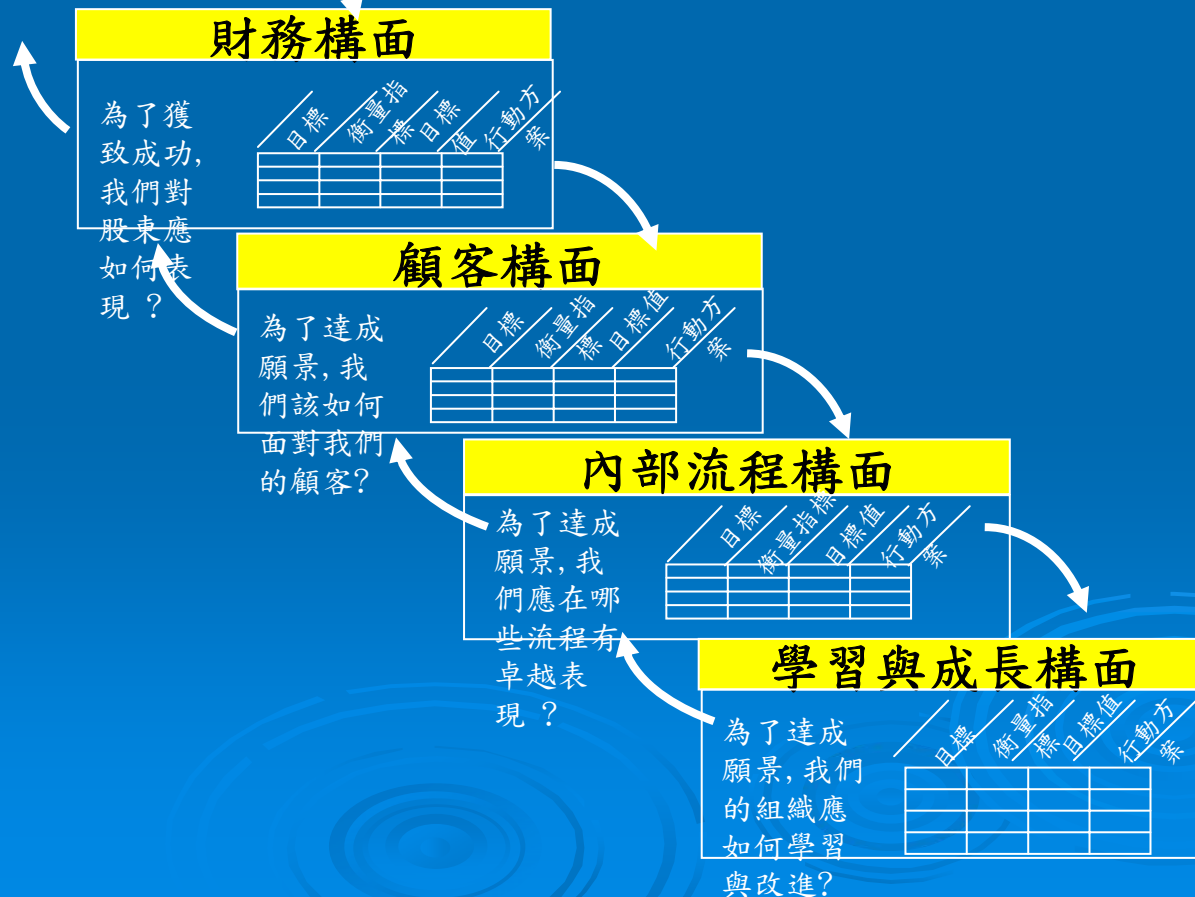 財務構面
為了獲
致成功,
我們對
股東應
如何表
現 ?
目標
衡量指
標
目標
值
行動方
案
顧客構面
為了達成
願景,我
們該如何
面對我們
的顧客?
目標
衡量指
標
目標值
行動方
案
內部流程構面
為了達成
願景,我
們應在哪
些流程有
卓越表
現 ?
目標
衡量指標
目標值
行動方
案
學習與成長構面
為了達成
願景,我們
的組織應
如何學習
與改進?
目標
衡量指
標
目標值
行動方
案